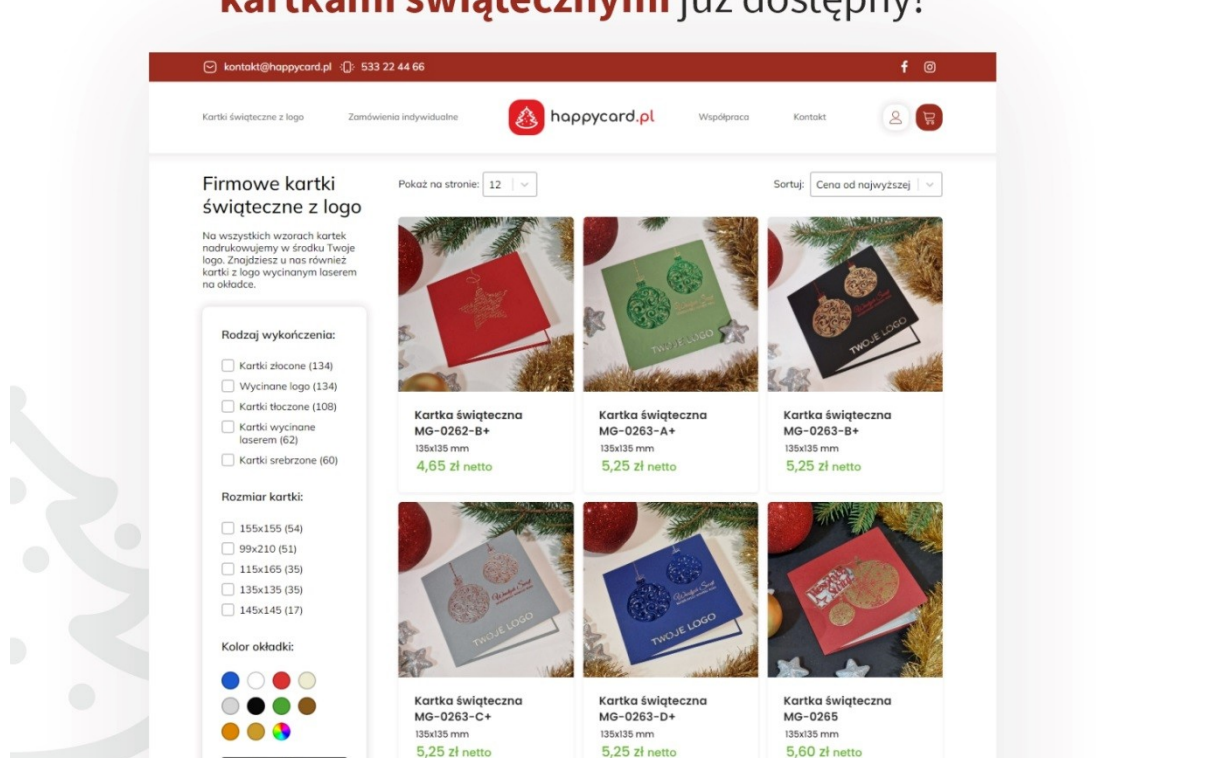 kartkami świątecznymi już dostępny!
kontakt@happycard.pl 533 22 44 66
Kartki świąteczne z logo
Zamówienia indywidualne
happycard.pl
Współpraca
Kontakt
Firmowe kartki
świąteczne z logo
Na wszystkich wzorach kartek
nadrukowujemy w środku Twoje
logo. Znajdziesz u nas również
kartki z logo wycinanym laserem
na okładce.
Rodzaj wykończenia:
Kartki złocone (134)
Wycinane logo (134)
Kartki tłoczone (108)
Kartki wycinane
laserem (62)
Kartki srebrzone (60)
Rozmiar kartki:
155x155 (54)
99x210 (51)
115x165 (35)
135x135 (35)
145x145 (17)
Kolor okładki:
Pokaż na stronie: 12
Sortuj: Cena od najwyższej
TWOJE LOGO
TWOJE LOGO
Kartka świąteczna
MG-0262-B+
135x135 mm
4,65 zł netto
Kartka świąteczna
MG-0263-A+
135x135 mm
5,25 zł netto
Kartka świąteczna
MG-0263-B+
135x135 mm
5,25 zł netto
TWOJE LOGO
TWOJE LOGO
Kartka świąteczna
MG-0263-C+
135x135 mm
5,25 zł netto
Kartka świąteczna
MG-0263-D+
135x135 mm
5,25 zł netto
Kartka świąteczna
MG-0265
135x135 mm
5,60 zł netto